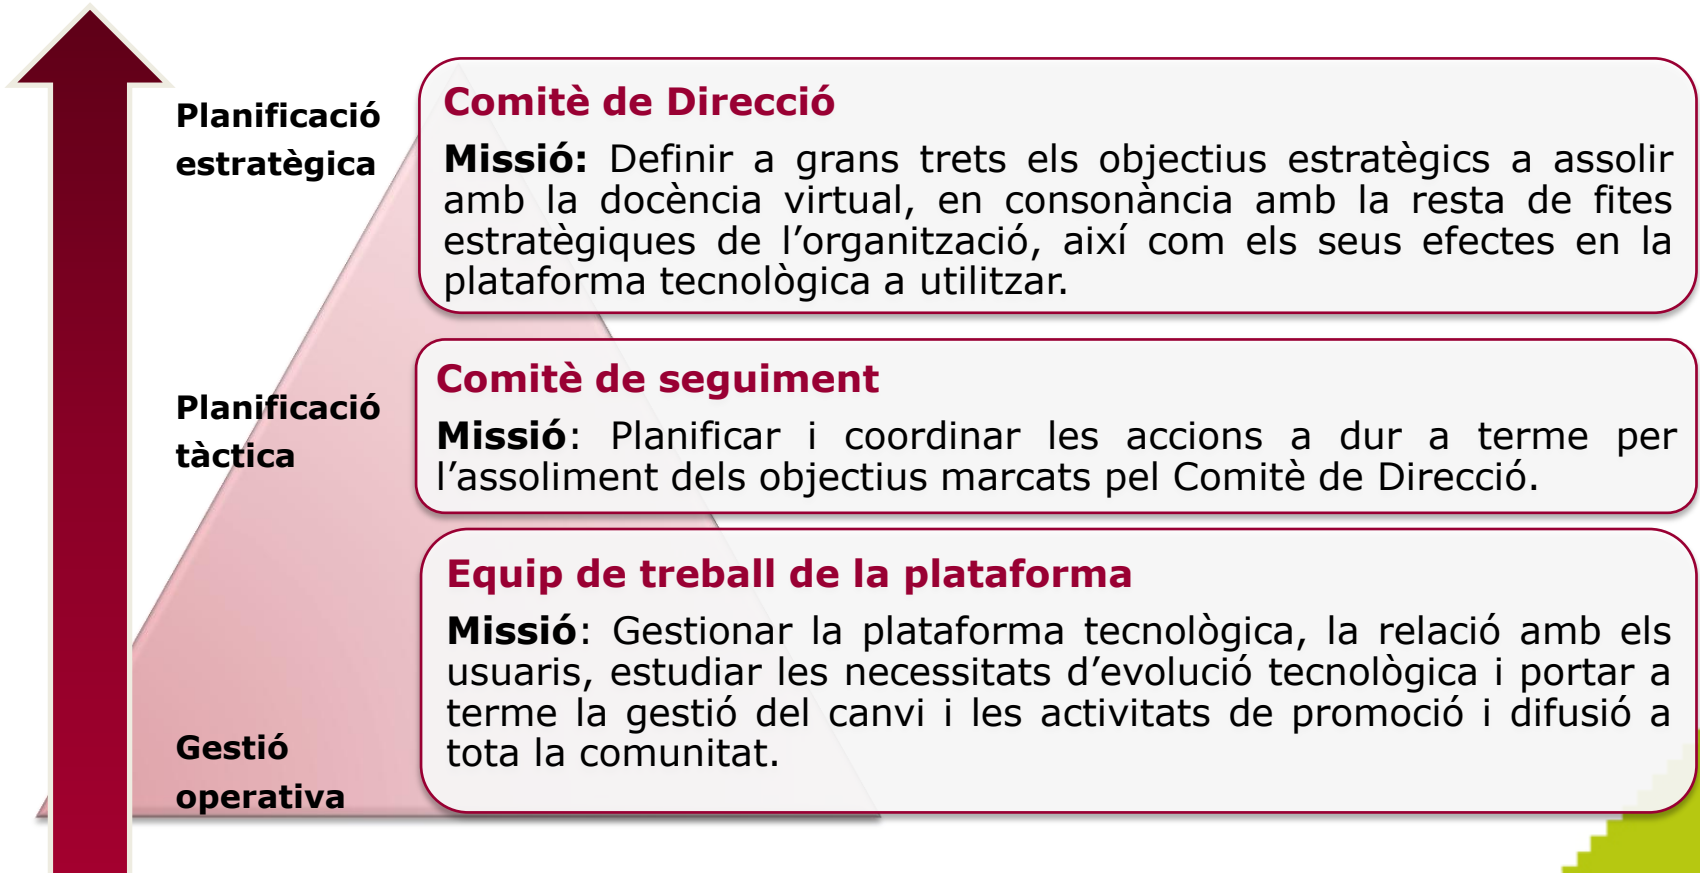 Planificació
estratègica
Comitè de Direcció
Missió: Definir a grans trets els objectius estratègics a assolir
amb la docència virtual, en consonància amb la resta de fites
estratègiques de l’organització, així com els seus efectes en la
plataforma tecnològica a utilitzar.
Planificació
tàctica
Comitè de seguiment
Missió: Planificar i coordinar les accions a dur a terme per
l’assoliment dels objectius marcats pel Comitè de Direcció.
Gestió
operativa
Equip de treball de la plataforma
Missió: Gestionar la plataforma tecnològica, la relació amb els
usuaris, estudiar les necessitats d’evolució tecnològica i portar a
terme la gestió del canvi i les activitats de promoció i difusió a
tota la comunitat.